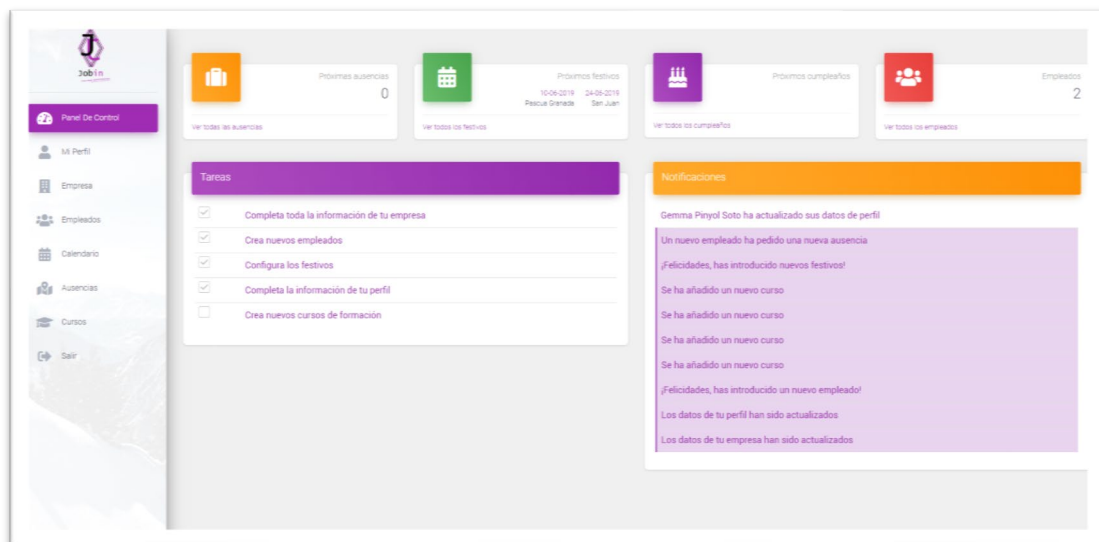 Jobin
Panel De Control
Mi Perfil
Empresa
Empleados
Calendario
Ausencias
Cursos
Salir
Próximas ausencias
0
Ver todas las ausencias
Próximos festivos
10-06-2019 24-06-2019
Pascua Granada San Juan
Ver todos los festivos
Próximos cumpleaños
Ver todos los cumpleaños
Empleados
2
Ver todos los empleados
Tareas
Completa toda la información de tu empresa
Crea nuevos empleados
Configura los festivos
Completa la información de tu perfil
Crea nuevos cursos de formación
Notificaciones
Gemma Pinyol Soto ha actualizado sus datos de perfil
Un nuevo empleado ha pedido una nueva ausencia
¡Felicidades, has introducido nuevos festivos!
Se ha añadido un nuevo curso
Se ha añadido un nuevo curso
Se ha añadido un nuevo curso
Se ha añadido un nuevo curso
¡Felicidades, has introducido un nuevo empleado!
Los datos de tu perfil han sido actualizados
Los datos de tu empresa han sido actualizados